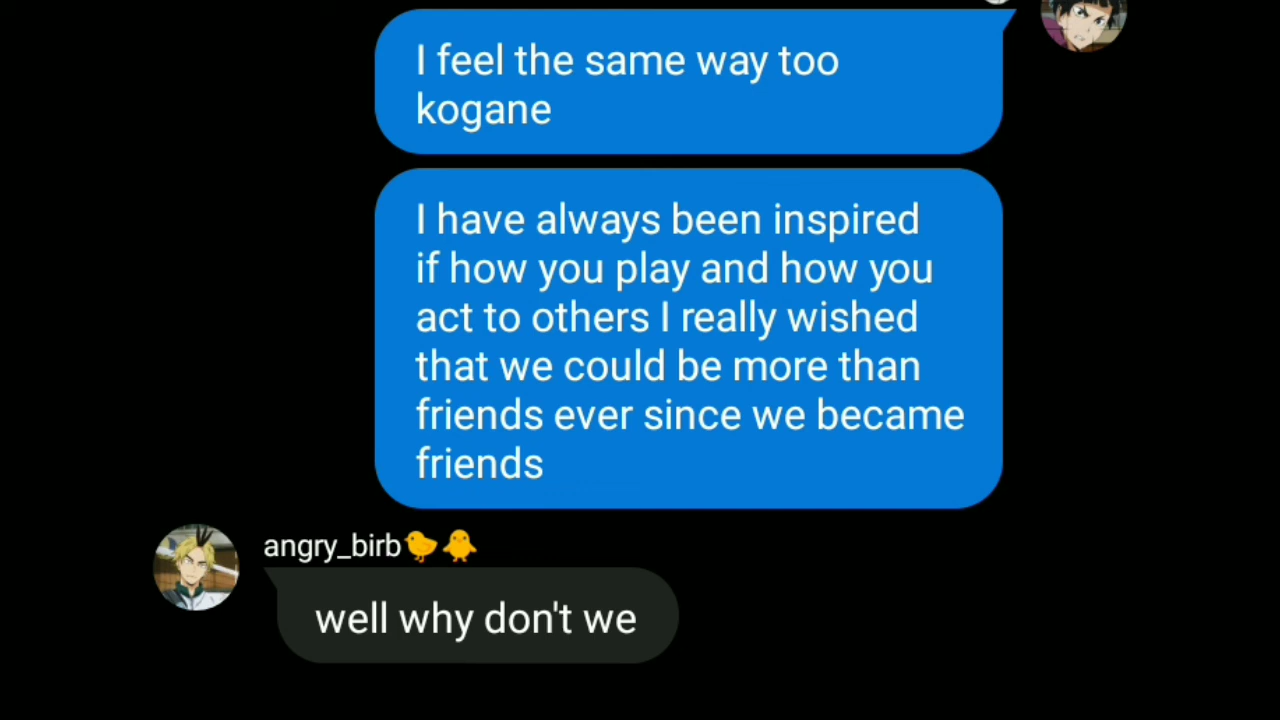 I feel the same way too
kogane
I have always been inspired
if how you play and how you
act to others I really wished
that we could be more than
friends ever since we became
friends
angry_birb🐤🐥
well why don't we